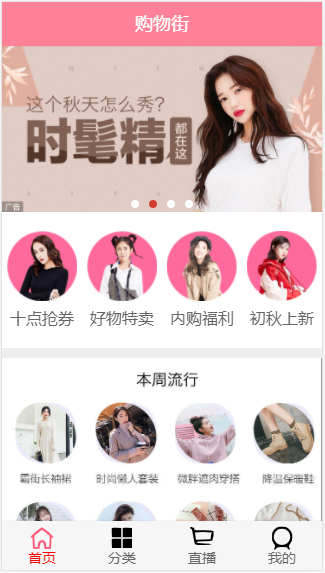 购物街
这个秋天怎么秀?
时髦精
都在这
广告
十点抢券 好物特卖 内购福利 初秋上新
本周流行
霸街长袖裙 时尚懒人套装 微胖遮肉穿搭 降温保暖鞋
首页 分类 直播 我的